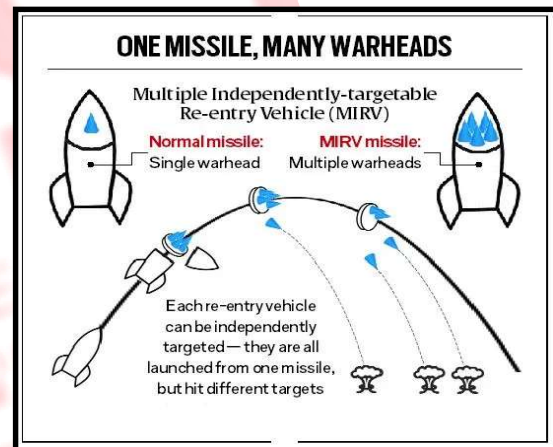 ONE MISSILE, MANY WARHEADS
Multiple Independently-targetable
Re-entry Vehicle (MIRV)
Normal missile:
Single warhead
MIRV missile:
Multiple warheads
Each re-entry vehicle
can be independently
targeted— they are all
launched from one missile,
but hit different targets